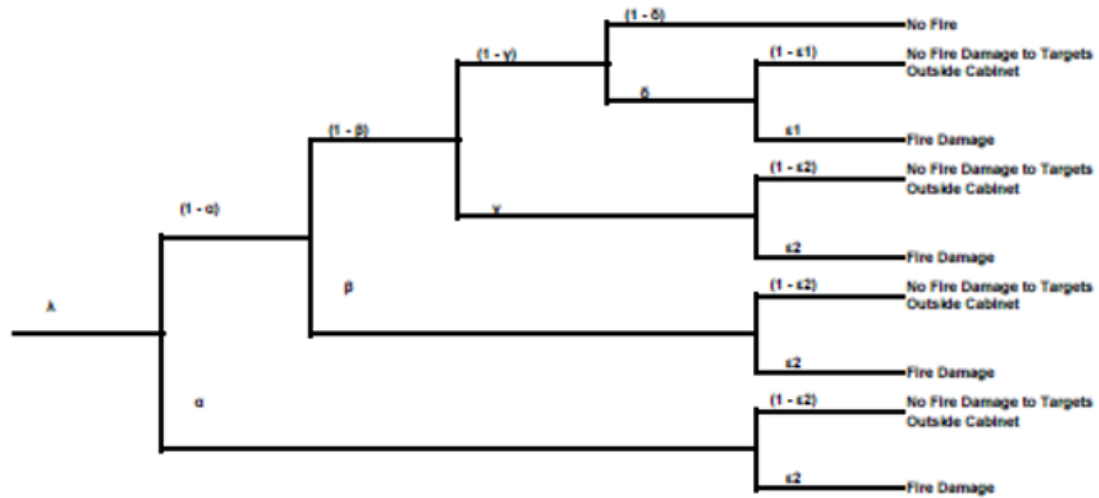 (1 - δ)
No Fire
(1 - γ)
(1 - ε1)
No Fire Damage to Targets
Outside Cabinet
δ
(1 - β)
ε1
Fire Damage
(1 - ε2)
No Fire Damage to Targets
Outside Cabinet
(1 - α)
γ
ε2
Fire Damage
β
(1 - ε2)
No Fire Damage to Targets
Outside Cabinet
λ
ε2
Fire Damage
α
(1 - ε2)
No Fire Damage to Targets
Outside Cabinet
ε2
Fire Damage